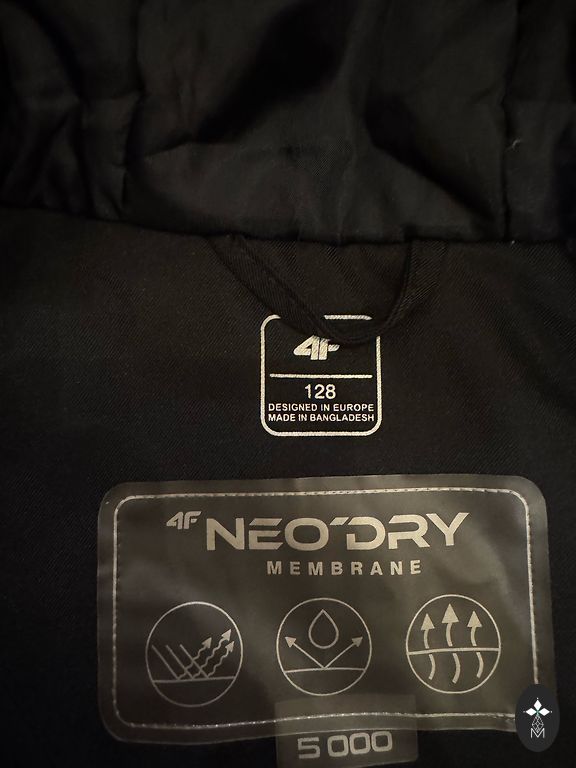 4F
128
DESIGNED IN EUROPE
MADE IN BANGLADESH
4F NEO'DRY
MEMBRANE
5 000
M